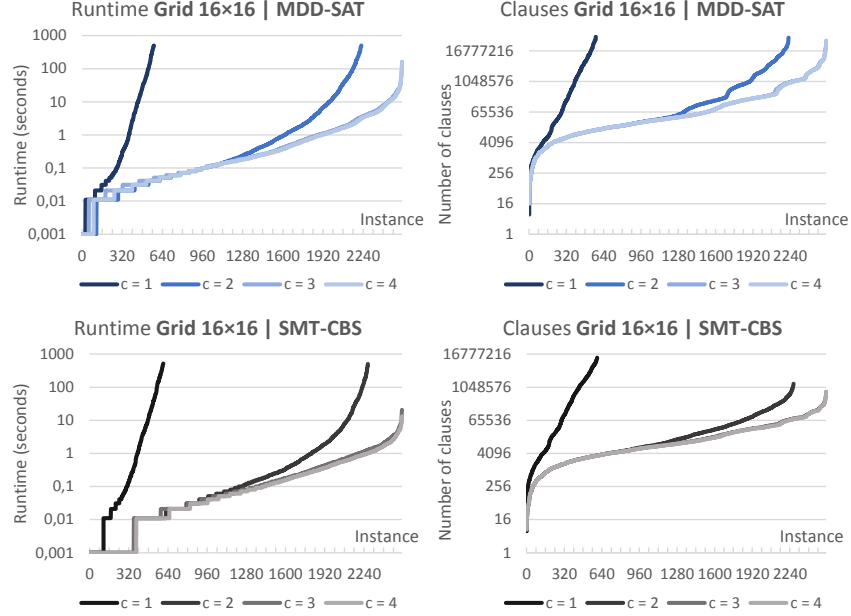 Runtime Grid 16×16 | MDD-SAT
Runtime (seconds)
1000
100
10
1
0,1
0,01
0,001
Instance
0 320 640 960 1280 1600 1920 2240
c = 1 c = 2 c = 3 c = 4
Clauses Grid 16×16 | MDD-SAT
Number of clauses
16777216
1048576
65536
4096
256
16
1
Instance
0 320 640 960 1280 1600 1920 2240
c = 1 c = 2 c = 3 c = 4
Runtime Grid 16×16 | SMT-CBS
Runtime (seconds)
1000
100
10
1
0,1
0,01
0,001
Instance
0 320 640 960 1280 1600 1920 2240
c = 1 c = 2 c = 3 c = 4
Clauses Grid 16×16 | SMT-CBS
Number of clauses
16777216
1048576
65536
4096
256
16
1
Instance
0 320 640 960 1280 1600 1920 2240
c = 1 c = 2 c = 3 c = 4